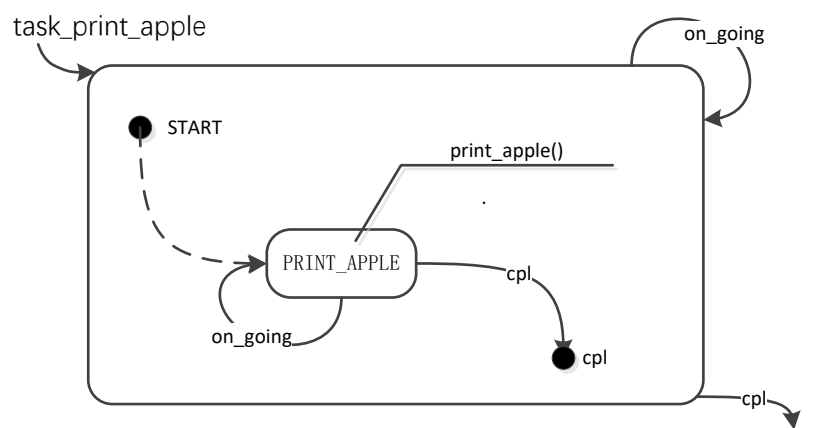 task_print_apple
on_going
START
print_apple()
.
PRINT_APPLE
cpl
on_going
cpl
cpl